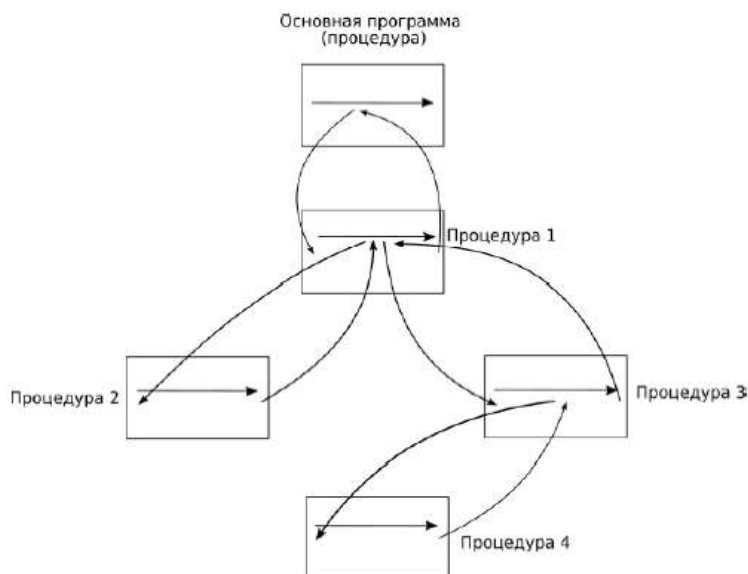 Основная программа
(процедура)
Процедура 1
Процедура 2
Процедура 3
Процедура 4